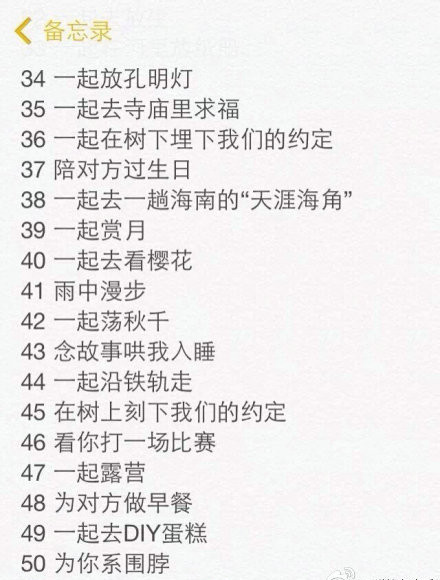 备忘录
34 一起放孔明灯
35 一起去寺庙里求福
36 一起在树下埋下我们的约定
37 陪对方过生日
38 一起去一趟海南的“天涯海角”
39 一起赏月
40 一起去看樱花
41 雨中漫步
42 一起荡秋千
43 念故事哄我入睡
44 一起沿铁轨走
45 在树上刻下我们的约定
46 看你打一场比赛
47 一起露营
48 为对方做早餐
49 一起去DIY蛋糕
50 为你系围脖